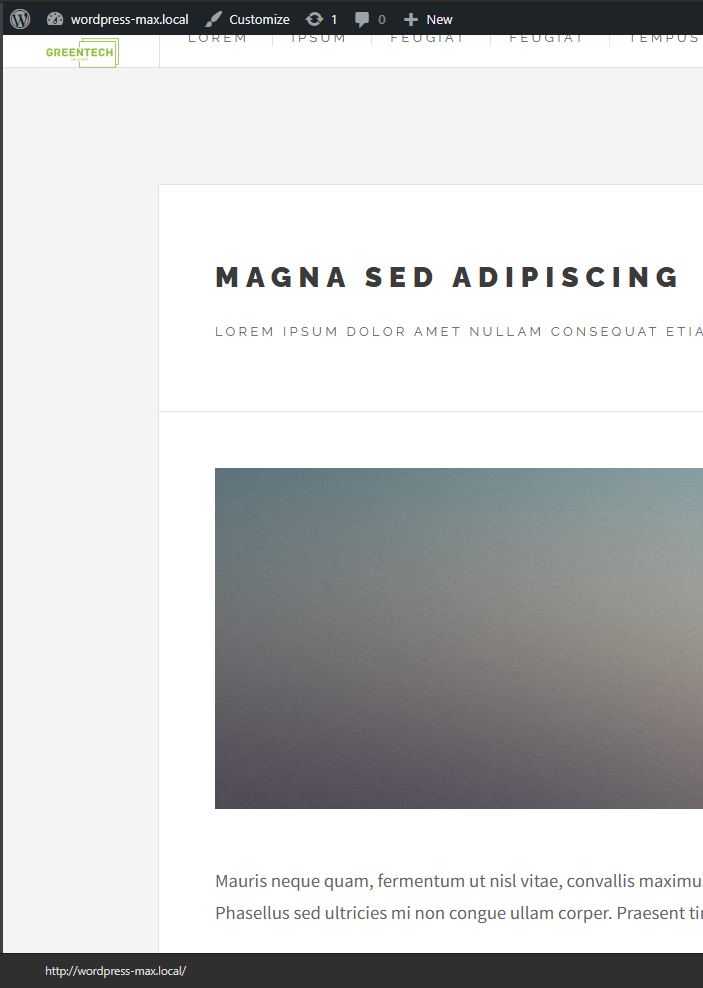 wordpress-max.local Customize 1 0 New
GREENTECH
LOREM IPSUM FEUGIAT FEUGIAT TEMPUS
MAGNA SED ADIPISCING
LOREM IPSUM DOLOR AMET NULLAM CONSEQUAT ETIA
Mauris neque quam, fermentum ut nisl vitae, convallis maximu
Phasellus sed ultricies mi non congue ullam corper. Praesent tin
http://wordpress-max.local/